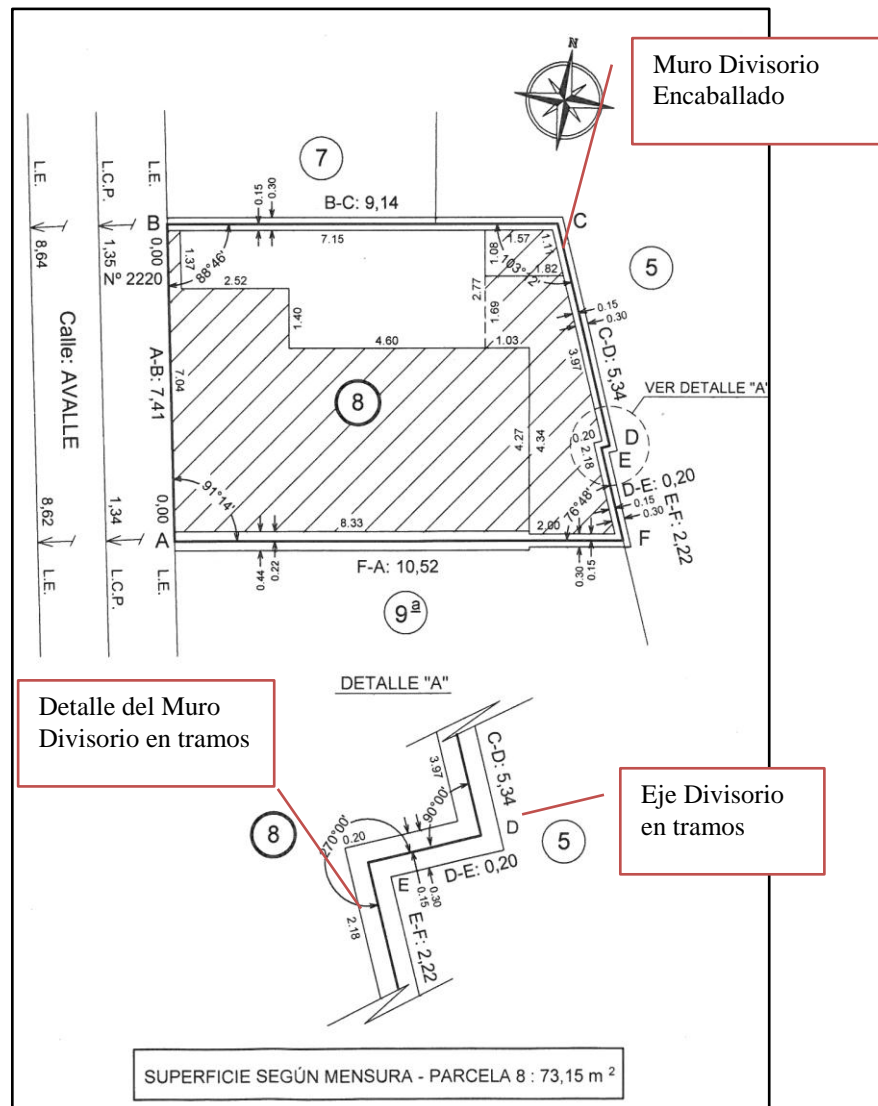 N
Muro Divisorio
Encaballado
7
B-C: 9,14
0.15
0.30
L.E.
L.C.P.
L.E.
B
C
8,64
1,35
0,00
Nº 2220
1.37
88°46'
7.15
1.57
1.11
1.08
103°12'
1.82
5
2.52
2.77
1.69
0.15
0.30
1.40
4.60
1.03
C-D: 5,34
3.97
Calle: AVALLE
A-B: 7,41
7.04
8
VER DETALLE "A"
4.27
4.34
0.20
2.18
D
E
D-E: 0,20
0.15
0.30
E-F: 2,22
91°14'
76°48'
8,62
1,34
0,00
8.33
2.00
A
F
L.E.
L.C.P.
L.E.
0.44
0.22
F-A: 10,52
0.30
0.15
9ª
DETALLE "A"
Detalle del Muro
Divisorio en tramos
C-D: 5,34
3.97
Eje Divisorio
en tramos
90°00'
D
8
270°00'
0.20
5
E
D-E: 0,20
0.15
0.30
2.18
E-F: 2,22
SUPERFICIE SEGÚN MENSURA - PARCELA 8 : 73,15 m ²